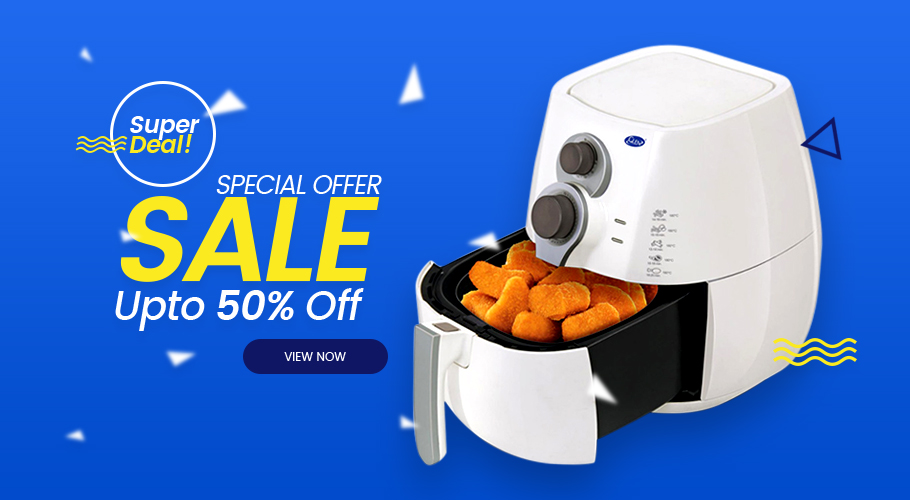 Super
Deal!
SPECIAL OFFER
SALE
Upto 50% Off
VIEW NOW